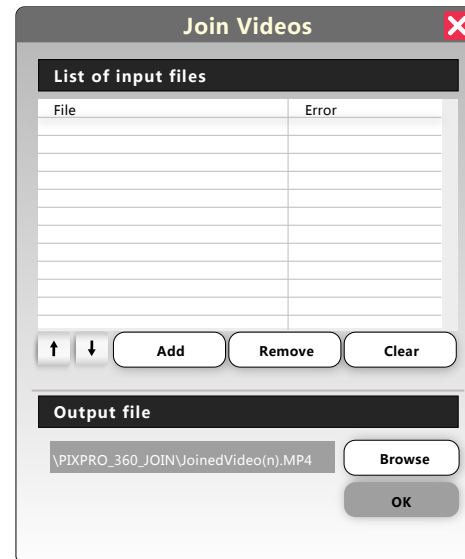 Join Videos
List of input files
File Error
Add Remove Clear
Output file
\PIXPRO_360_JOIN\JoinedVideo(n).MP4 Browse
OK